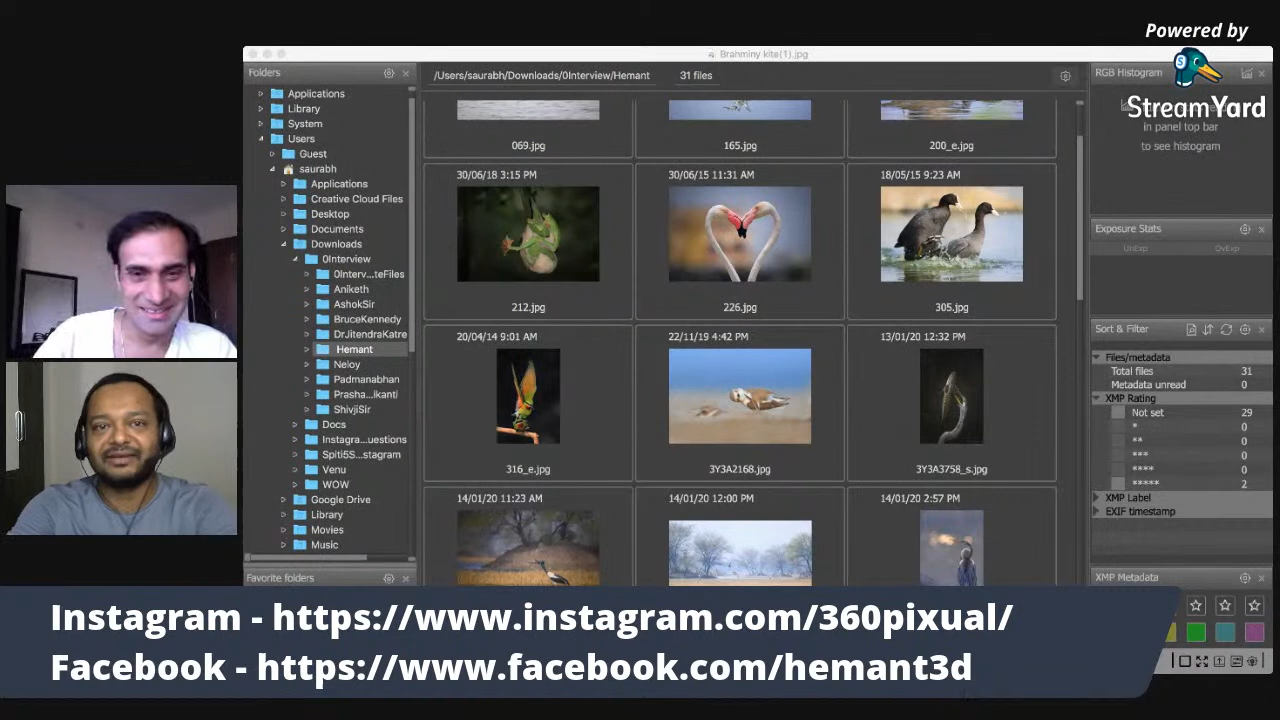 Powered by
StreamYard
Brahminy kite(1).jpg
Folders
/Users/saurabh/Downloads/0Interview/Hemant
31 files
RGB Histogram
in panel top bar
to see histogram
Applications
Library
System
Users
Guest
saurabh
Applications
Creative Cloud Files
Desktop
Documents
Downloads
0Interview
0Interv...teFiles
Aniketh
AshokSir
BruceKennedy
DrJitendraKatre
Hemant
Neloy
Padmanabhan
Prasha...ikanti
ShivjiSir
Docs
Instagra...uestions
Spiti5S...stagram
Venu
WOW
Google Drive
Library
Movies
Music
Favorite folders
069.jpg
165.jpg
200_e.jpg
30/06/18 3:15 PM
30/06/15 11:31 AM
18/05/15 9:23 AM
212.jpg
226.jpg
305.jpg
20/04/14 9:01 AM
22/11/19 4:42 PM
13/01/20 12:32 PM
316_e.jpg
3Y3A2168.jpg
3Y3A3758_s.jpg
14/01/20 11:23 AM
14/01/20 12:00 PM
14/01/20 2:57 PM
Exposure Stats
UnExp
OvExp
Sort & Filter
Files/metadata
Total files 31
Metadata unread 0
XMP Rating
Not set 29
* 0
** 0
*** 0
**** 0
***** 2
XMP Label
EXIF timestamp
XMP Metadata
Instagram - https://www.instagram.com/360pixual/
Facebook - https://www.facebook.com/hemant3d